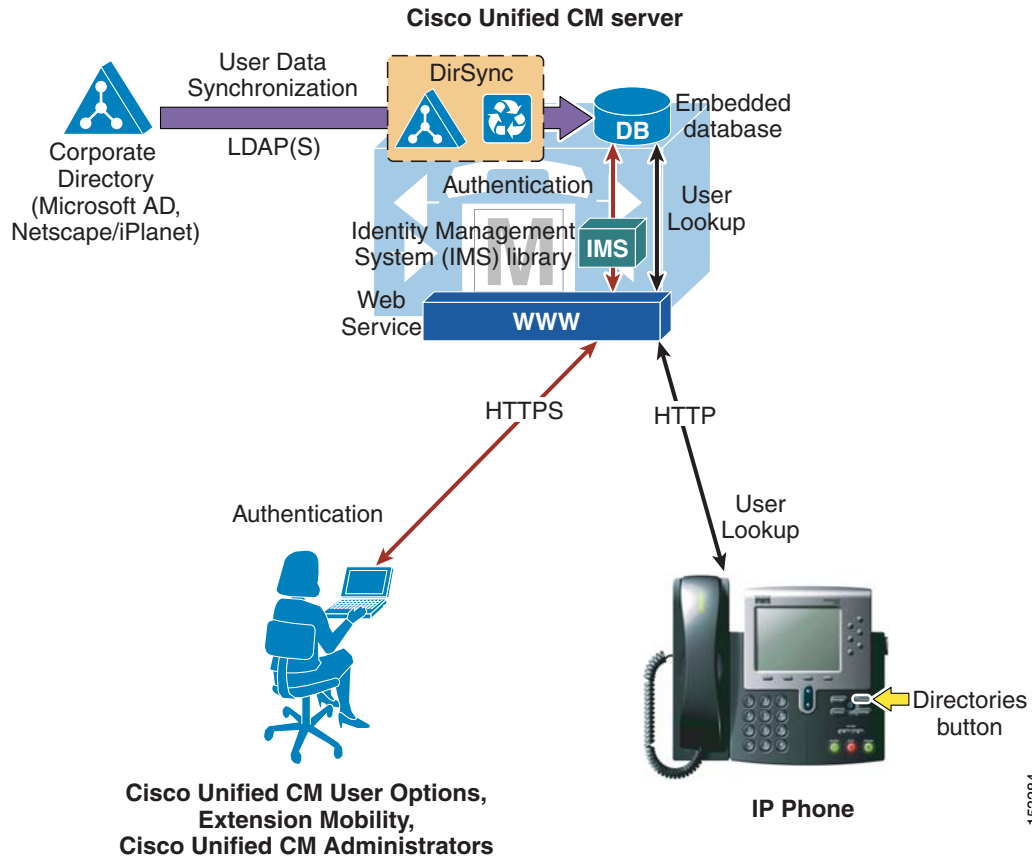 Cisco Unified CM server
User Data
Synchronization
LDAP(S)
DirSync
DB
Embedded
database
Corporate
Directory
(Microsoft AD,
Netscape/iPlanet)
Authentication
User
Lookup
Identity Management
System (IMS) library
M
IMS
Web
Service
WWW
HTTPS
HTTP
Authentication
User
Lookup
Directories
button
Cisco Unified CM User Options,
Extension Mobility,
Cisco Unified CM Administrators
IP Phone